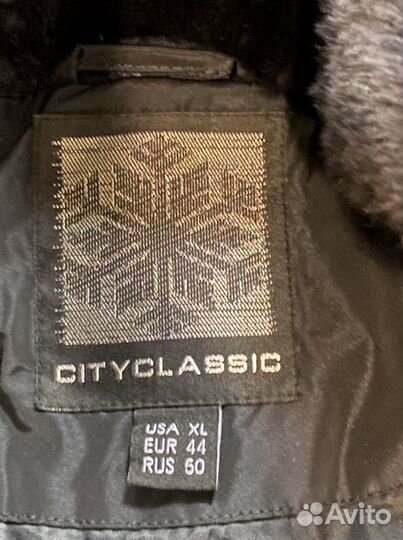 CITYCLASSIC
USA XL
EUR 44
RUS 50
Avito